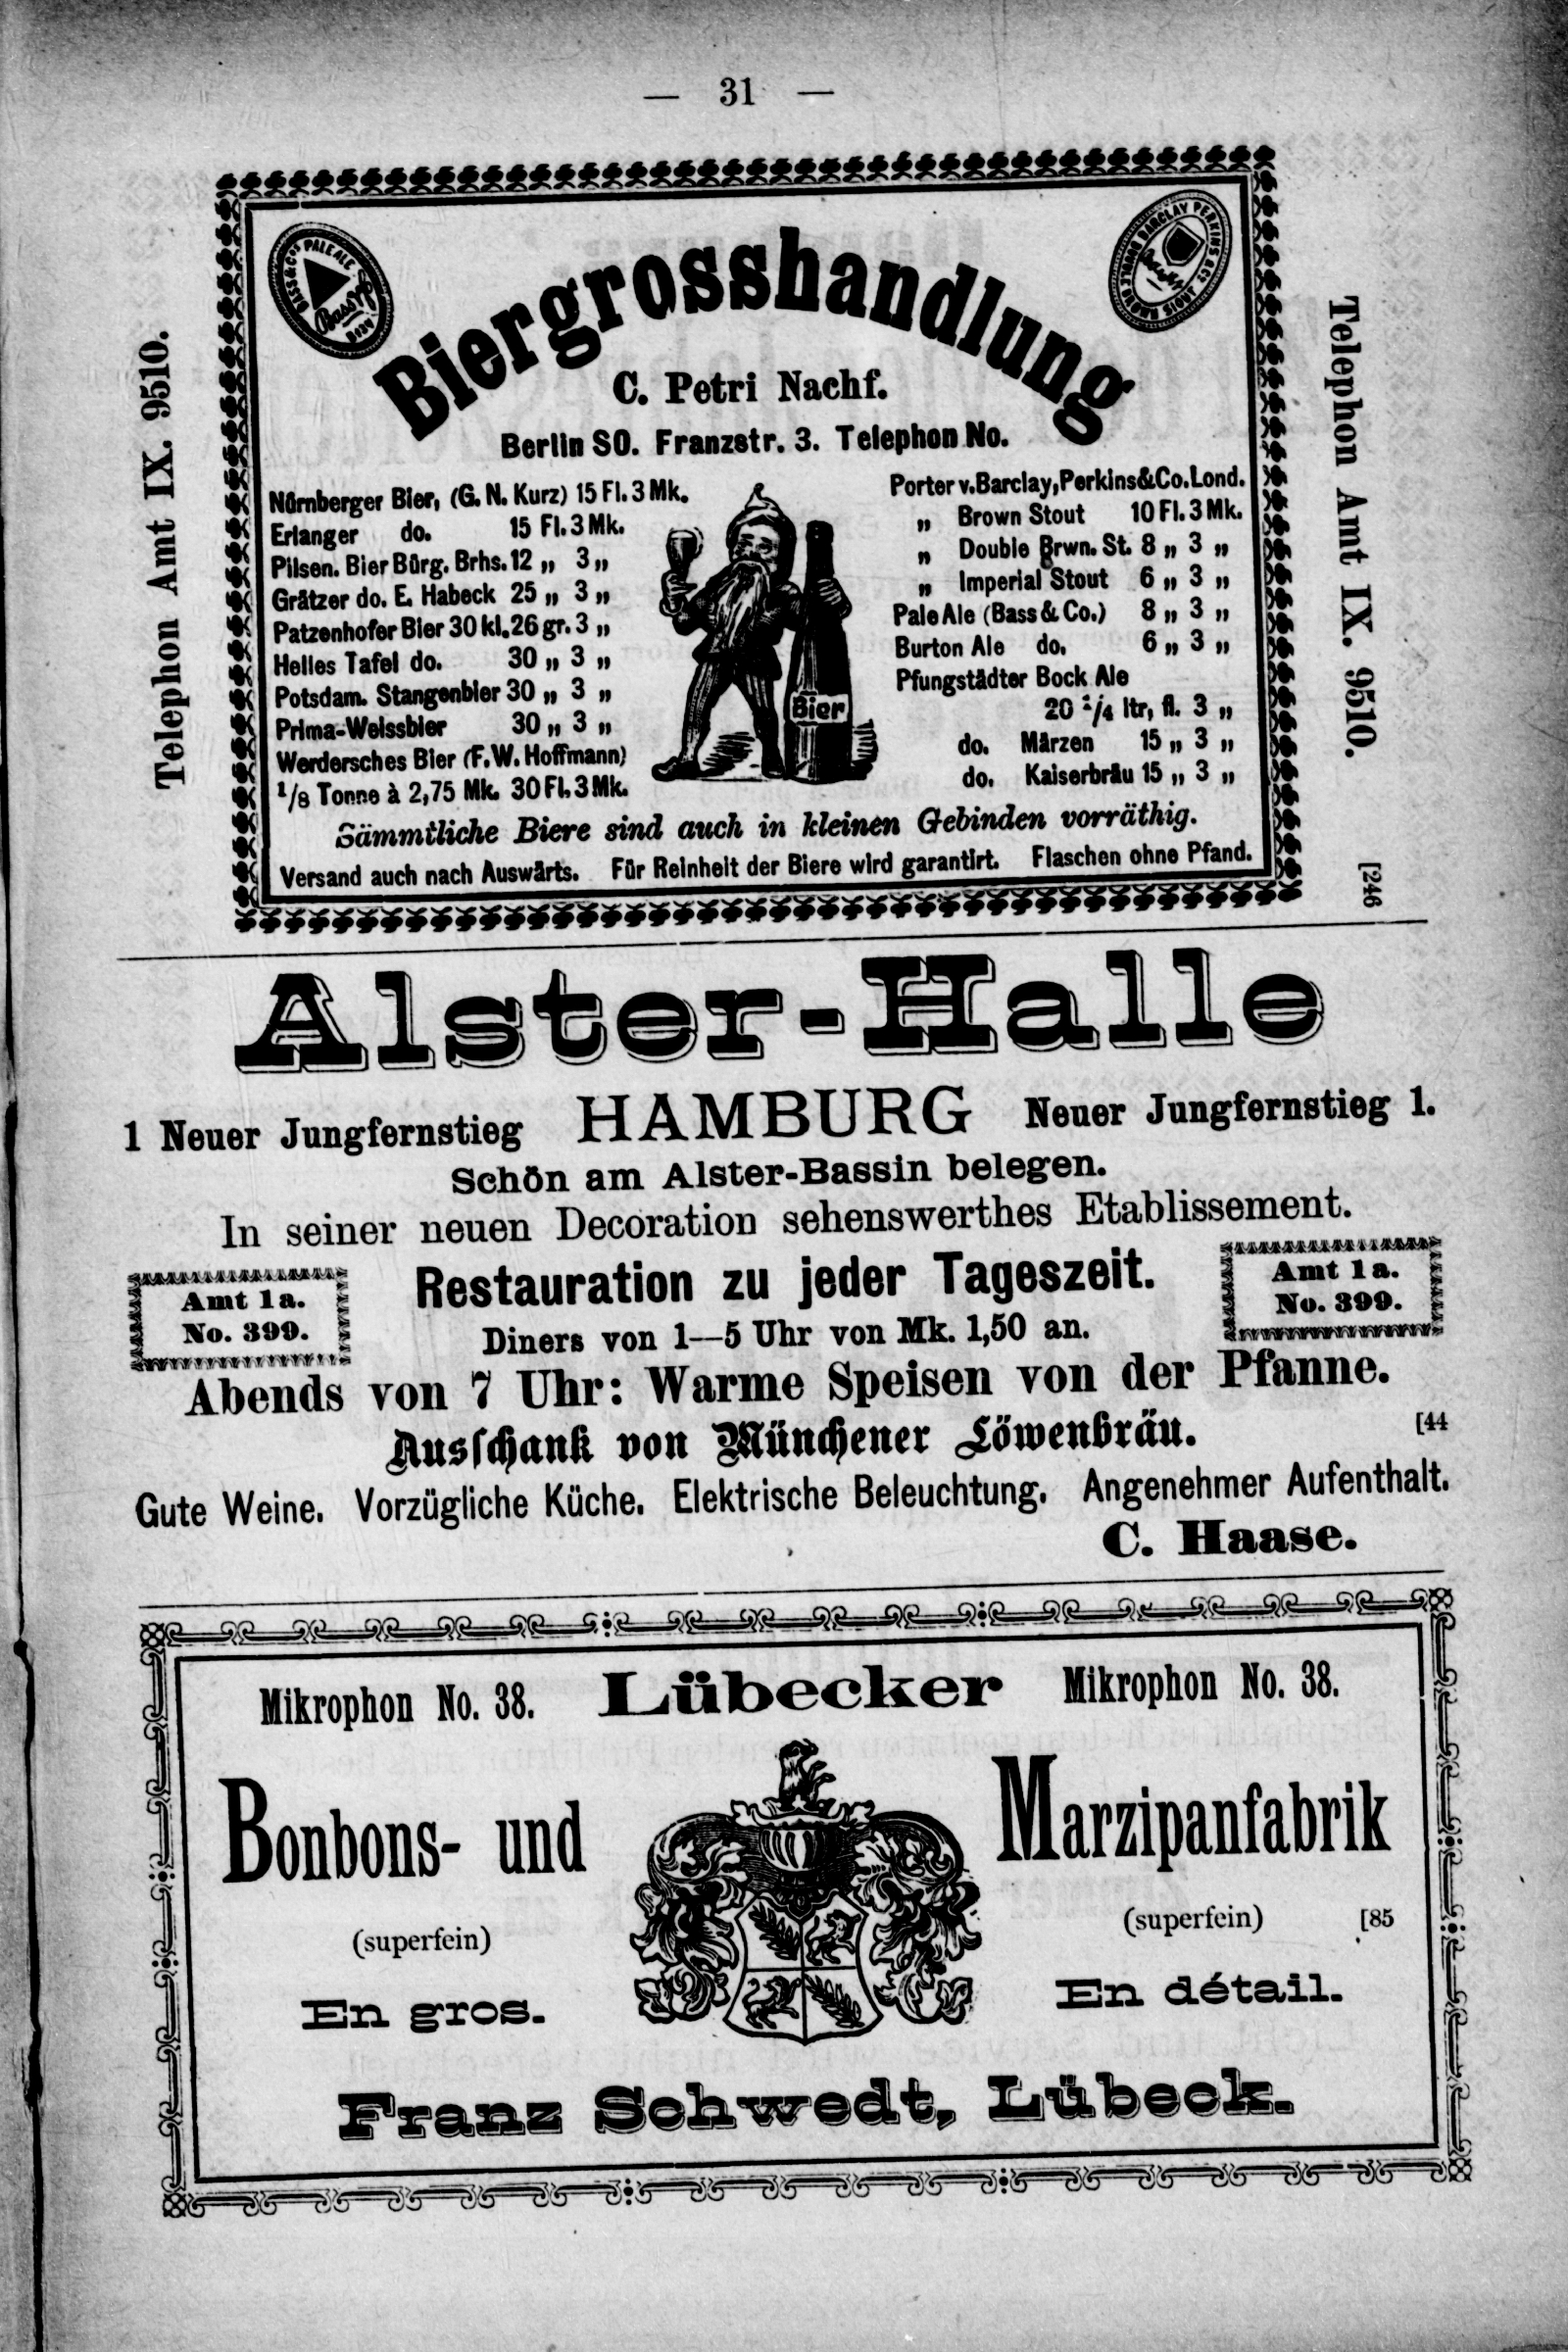 — 31 —
Telephon Amt IX. 9510.
BASS & Cos PALE ALE
Biergrosshandlung
C. Petri Nachf.
Berlin SO. Franzstr. 3. Telephon No.
Nürnberger Bier, (G. N. Kurz) 15 Fl. 3 Mk.
Erlanger do. 15 Fl. 3 Mk.
Pilsen. Bier Bürg. Brhs. 12 „ 3 „
Grätzer do. E. Habeck 25 „ 3 „
Patzenhofer Bier 30 kl. 26 gr. 3 „
Helles Tafel do. 30 „ 3 „
Potsdam. Stangenbier 30 „ 3 „
Prima-Weissbier 30 „ 3 „
Werdersches Bier (F. W. Hoffmann)
1/8 Tonne à 2,75 Mk. 30 Fl. 3 Mk.
Bier
Porter v. Barclay, Perkins & Co. Lond.
„ Brown Stout 10 Fl. 3 Mk.
„ Double Brwn. St. 8 „ 3 „
„ Imperial Stout 6 „ 3 „
Pale Ale (Bass & Co.) 8 „ 3 „
Burton Ale do. 6 „ 3 „
Pfungstädter Bock Ale
20 1/4 ltr, fl. 3 „
do. Märzen 15 „ 3 „
do. Kaiserbräu 15 „ 3 „
Sämmtliche Biere sind auch in kleinen Gebinden vorräthig.
Versand auch nach Auswärts. Für Reinheit der Biere wird garantirt. Flaschen ohne Pfand.
Telephon Amt IX. 9510.
[246
Alster-Halle
1 Neuer Jungfernstieg HAMBURG Neuer Jungfernstieg 1.
Schön am Alster-Bassin belegen.
In seiner neuen Decoration sehenswerthes Etablissement.
Amt 1a.
No. 399.
Restauration zu jeder Tageszeit.
Amt 1a.
No. 399.
Diners von 1—5 Uhr von Mk. 1,50 an.
Abends von 7 Uhr: Warme Speisen von der Pfanne.
Ausschank von Münchener Löwenbräu. [44
Gute Weine. Vorzügliche Küche. Elektrische Beleuchtung. Angenehmer Aufenthalt.
C. Haase.
Mikrophon No. 38. Lübecker Mikrophon No. 38.
Bonbons- und Marzipanfabrik
(superfein) (superfein) [85
En gros. En détail.
Franz Schwedt, Lübeck.